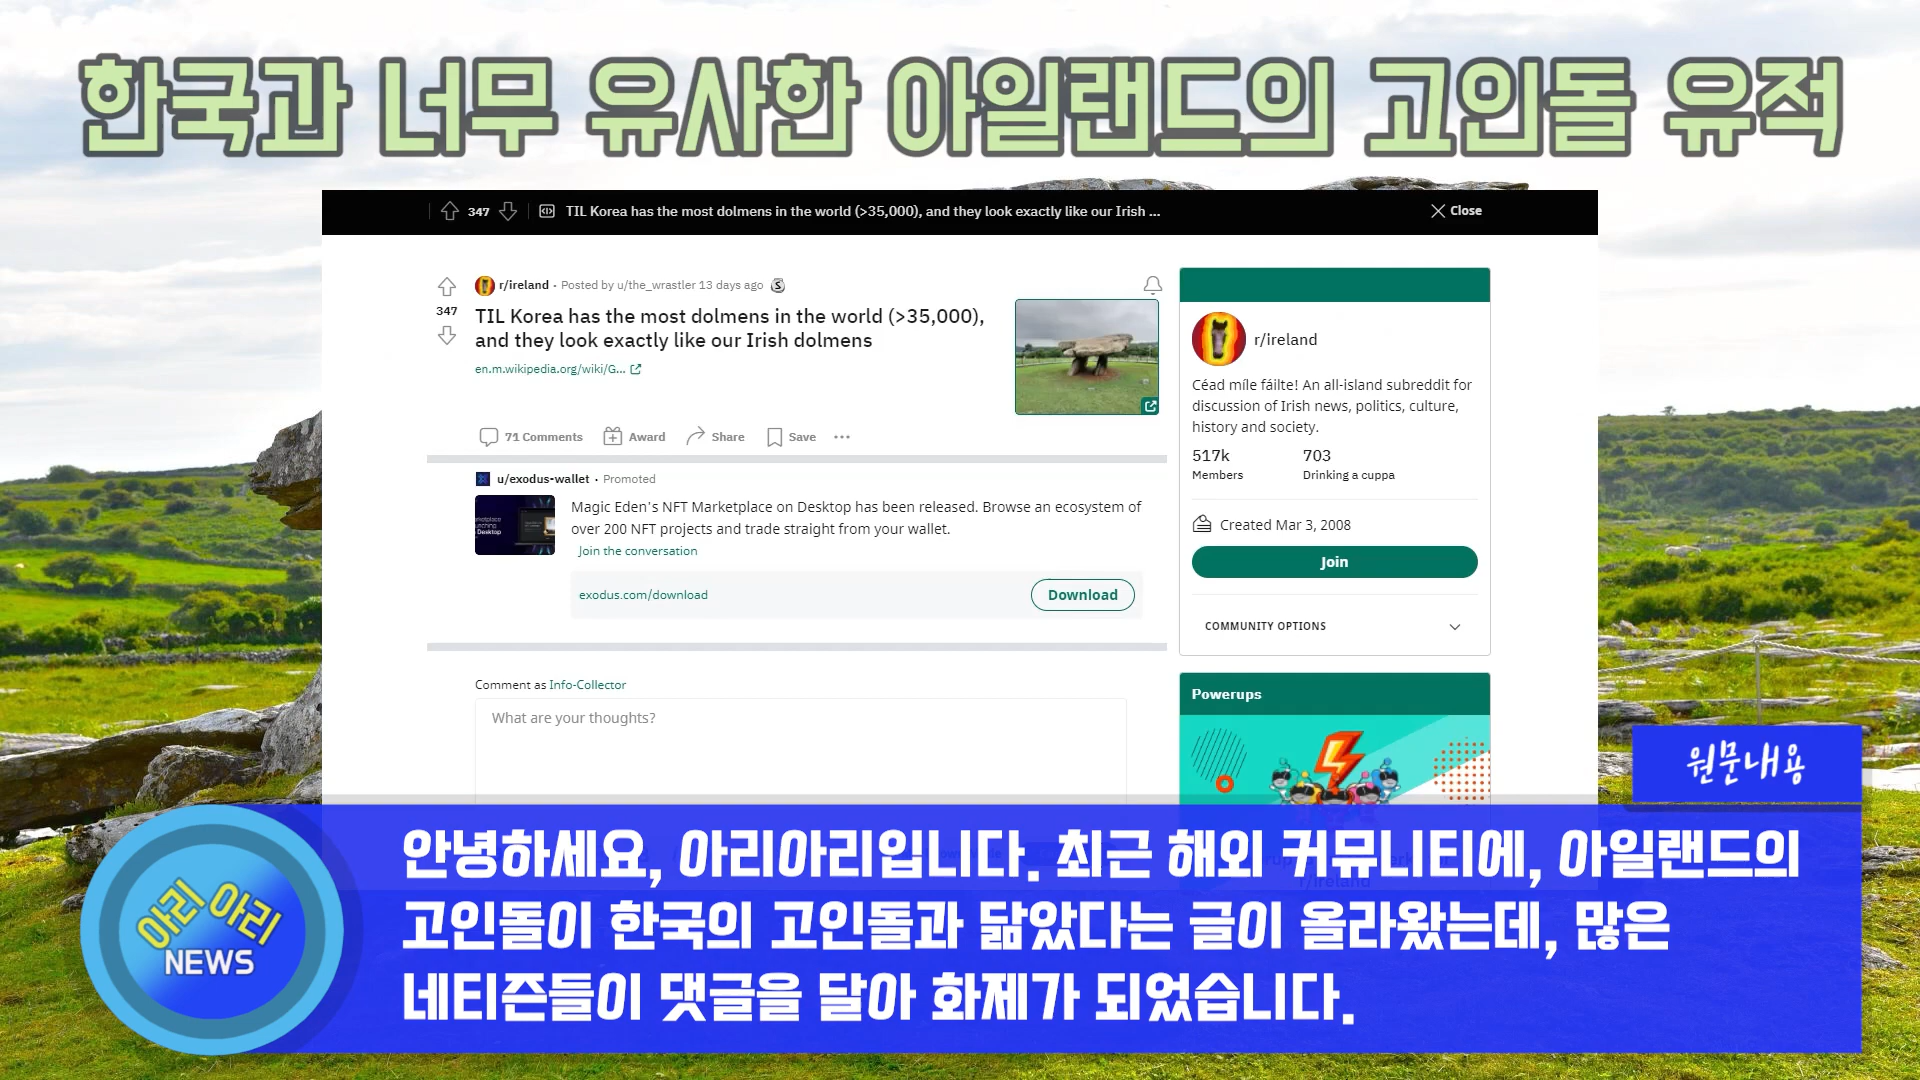 한국과 너무 유사한 아일랜드의 고인돌 유적
347
TIL Korea has the most dolmens in the world (>35,000), and they look exactly like our Irish ...
Close
r/ireland • Posted by u/the_wrastler 13 days ago
347
TIL Korea has the most dolmens in the world (>35,000),
and they look exactly like our Irish dolmens
en.m.wikipedia.org/wiki/G...
71 Comments
Award
Share
Save
u/exodus-wallet • Promoted
Magic Eden's NFT Marketplace on Desktop has been released. Browse an ecosystem of
over 200 NFT projects and trade straight from your wallet.
Join the conversation
exodus.com/download
Download
Comment as Info-Collector
What are your thoughts?
r/ireland
Céad míle fáilte! An all-island subreddit for
discussion of Irish news, politics, culture,
history and society.
517k
Members
703
Drinking a cuppa
Created Mar 3, 2008
Join
COMMUNITY OPTIONS
Powerups
원문내용
아리아리
NEWS
안녕하세요, 아리아리입니다. 최근 해외 커뮤니티에, 아일랜드의
고인돌이 한국의 고인돌과 닮았다는 글이 올라왔는데, 많은
네티즌들이 댓글을 달아 화제가 되었습니다.